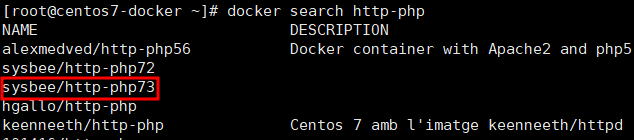 [root@centos7-docker ~]# docker search http-php
NAME DESCRIPTION
alexmedved/http-php56 Docker container with Apache2 and php5
sysbee/http-php72
sysbee/http-php73
hgallo/http-php
keenneeth/http-php Centos 7 amb l'imatge keenneeth/httpd